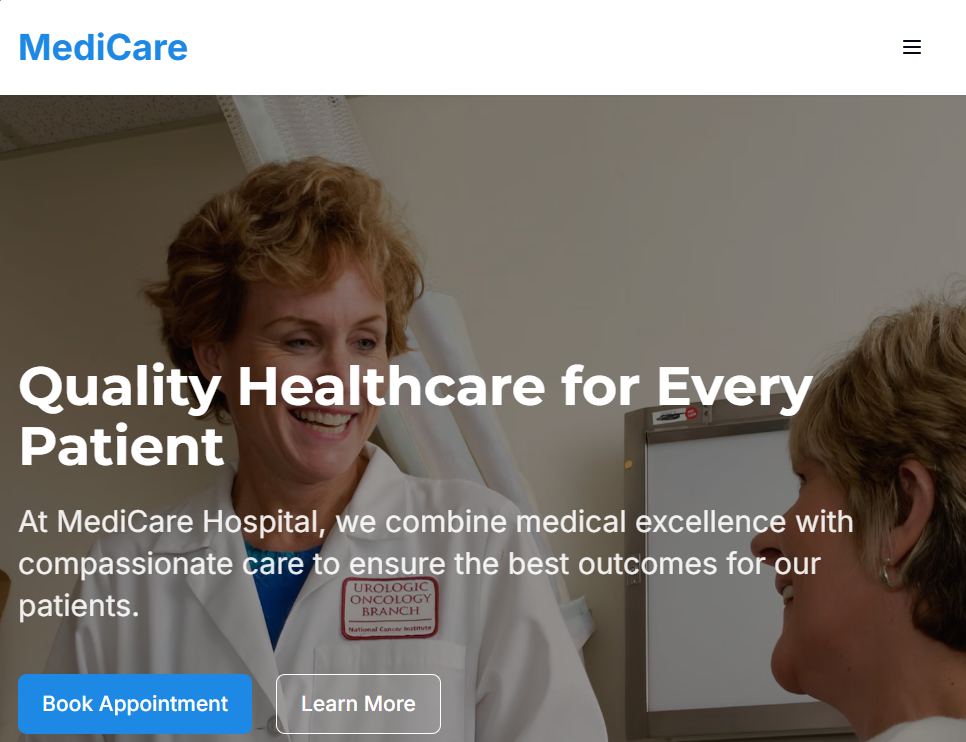 MediCare
Quality Healthcare for Every
Patient
At MediCare Hospital, we combine medical excellence with
compassionate care to ensure the best outcomes for our
patients.
UROLOGIC
ONCOLOGY
BRANCH
National Cancer Institute
Book Appointment
Learn More